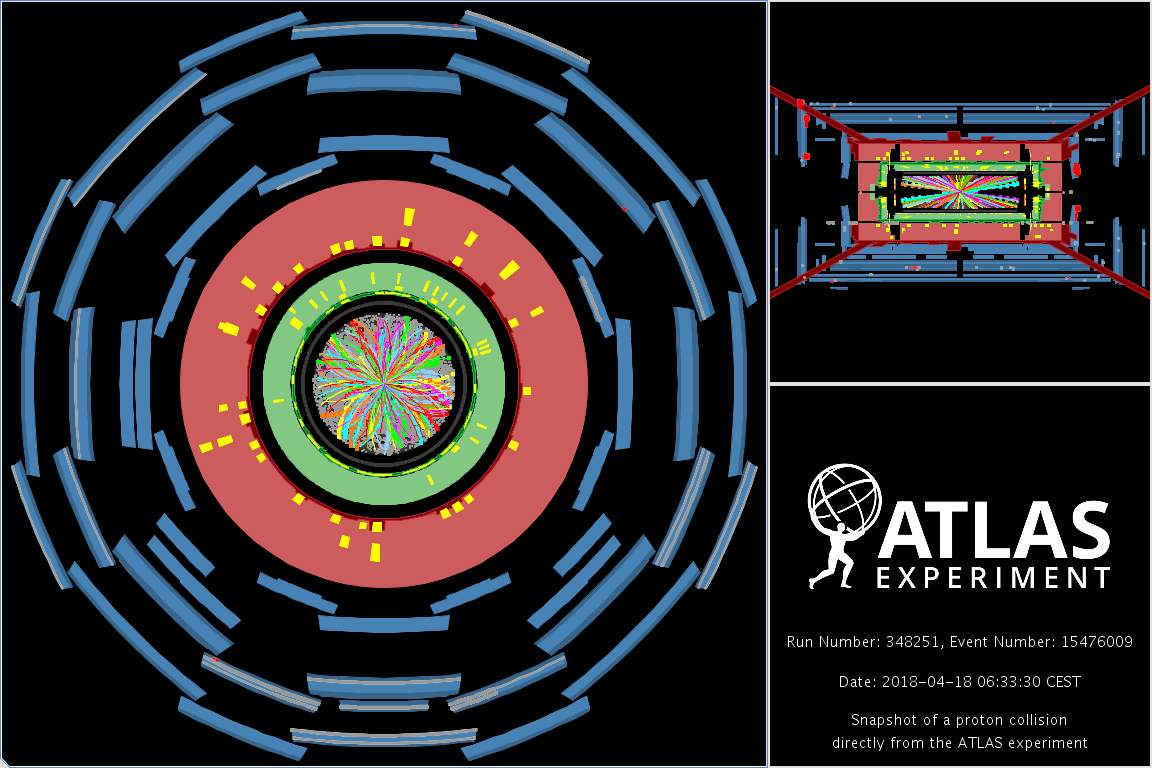 ATLAS
EXPERIMENT
Run Number: 348251, Event Number: 15476009
Date: 2018-04-18 06:33:30 CEST
Snapshot of a proton collision
directly from the ATLAS experiment